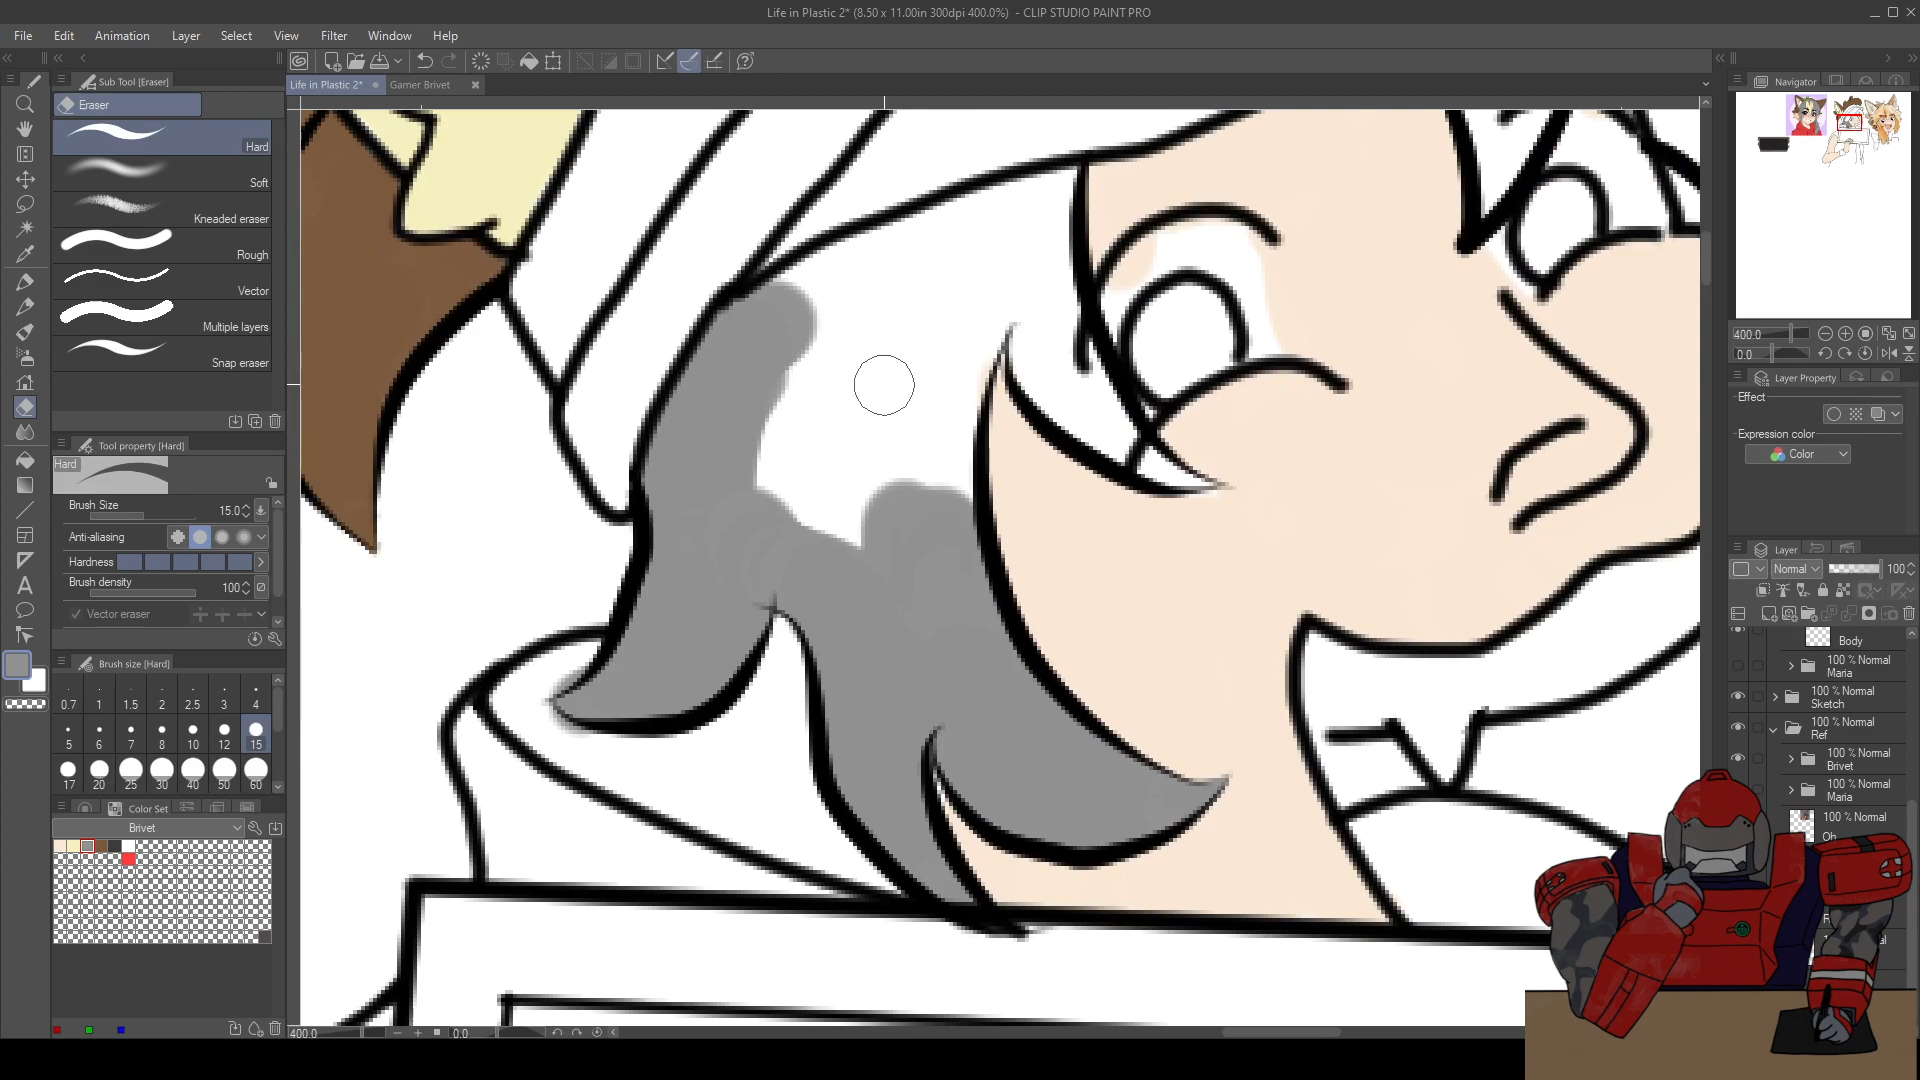 Life in Plastic 2* (8.50 x 11.00in 300dpi 400.0%) - CLIP STUDIO PAINT PRO
File Edit Animation Layer Select View Filter Window Help
Sub Tool [Eraser]
Life in Plastic 2*
Gamer Brivet
Navigator
Eraser
Hard
Soft
Kneaded eraser
Rough
Vector
Multiple layers
Snap eraser
400.0
0.0
Layer Property
Effect
Expression color
Color
Tool property [Hard]
Hard
Brush Size 15.0
Anti-aliasing
Hardness
Brush density 100
Vector eraser
Layer
Normal 100
Body
100 % Normal
Maria
100 % Normal
Sketch
100 % Normal
Ref
100 % Normal
Brivet
100 % Normal
Maria
100 % Normal
Brush size [Hard]
0.7 1 1.5 2 2.5 3 4
5 6 7 8 10 12 15
17 20 25 30 40 50 60
Color Set
Brivet
400.0 0.0